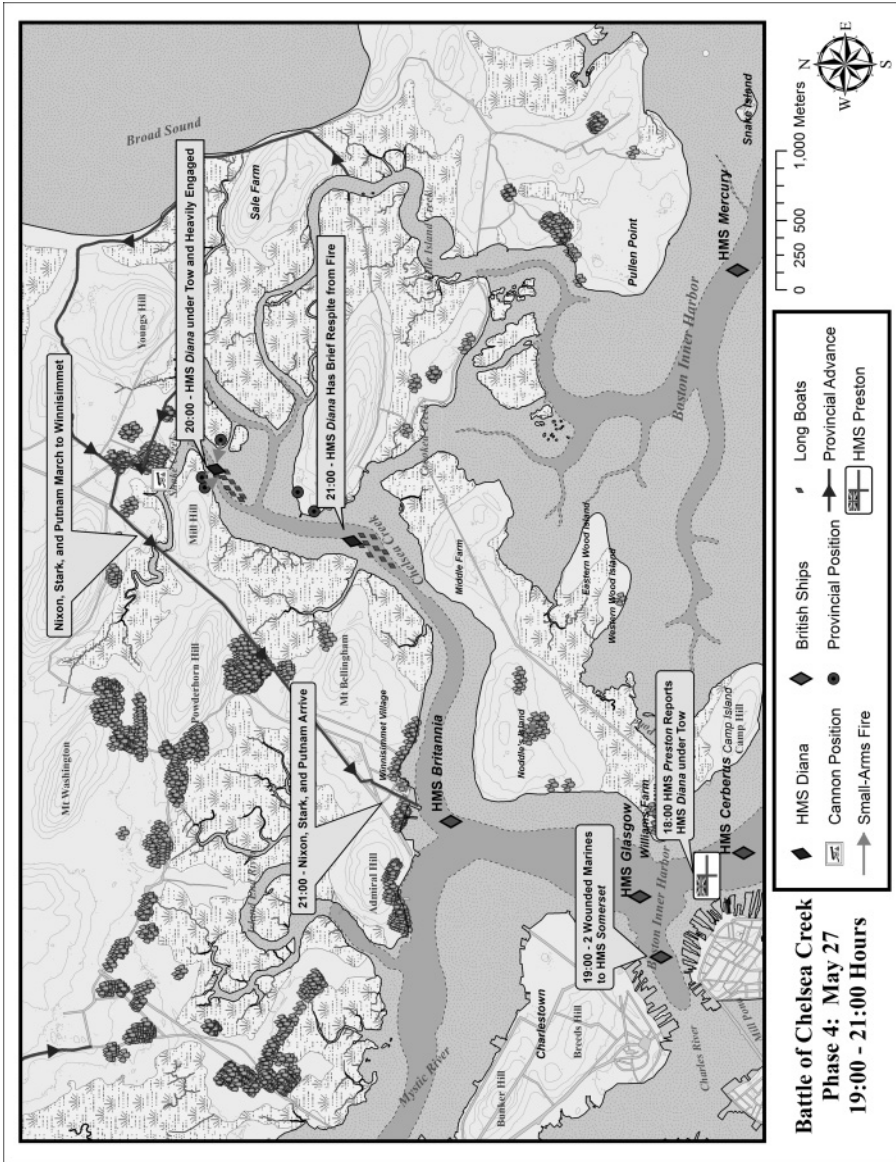 Broad Sound
Nixon, Stark, and Putnam March to Winnisimmet
20:00 - HMS Diana under Tow and Heavily Engaged
21:00 - HMS Diana Has Brief Respite from Fire
21:00 - Nixon, Stark, and Putnam Arrive
19:00 - 2 Wounded Marines
to HMS Somerset
18:00 HMS Preston Reports
HMS Diana under Tow
Youngs Hill
Sale Farm
Mill Hill
Mt Washington
Powderhorn Hill
Mt Bellingham
Winnisimmet Village
Admiral Hill
Chelsea Creek
Crooked Creek
Pullen Point
Snake Island
HMS Mercury
Boston Inner Harbor
Middle Farm
Eastern Wood Island
Western Wood Island
Noddle's Island
HMS Britannia
HMS Glasgow
Williams Farm
HMS Cerberus
Camp Island
Camp Hill
Boston Inner Harbor
Mystic River
Charlestown
Breeds Hill
Bunker Hill
Charles River
Mill Pond
Battle of Chelsea Creek
Phase 4: May 27
19:00 - 21:00 Hours
HMS Diana
British Ships
Long Boats
Cannon Position
Provincial Position
Provincial Advance
Small-Arms Fire
HMS Preston
0 250 500 1,000 Meters
N
E
S
W